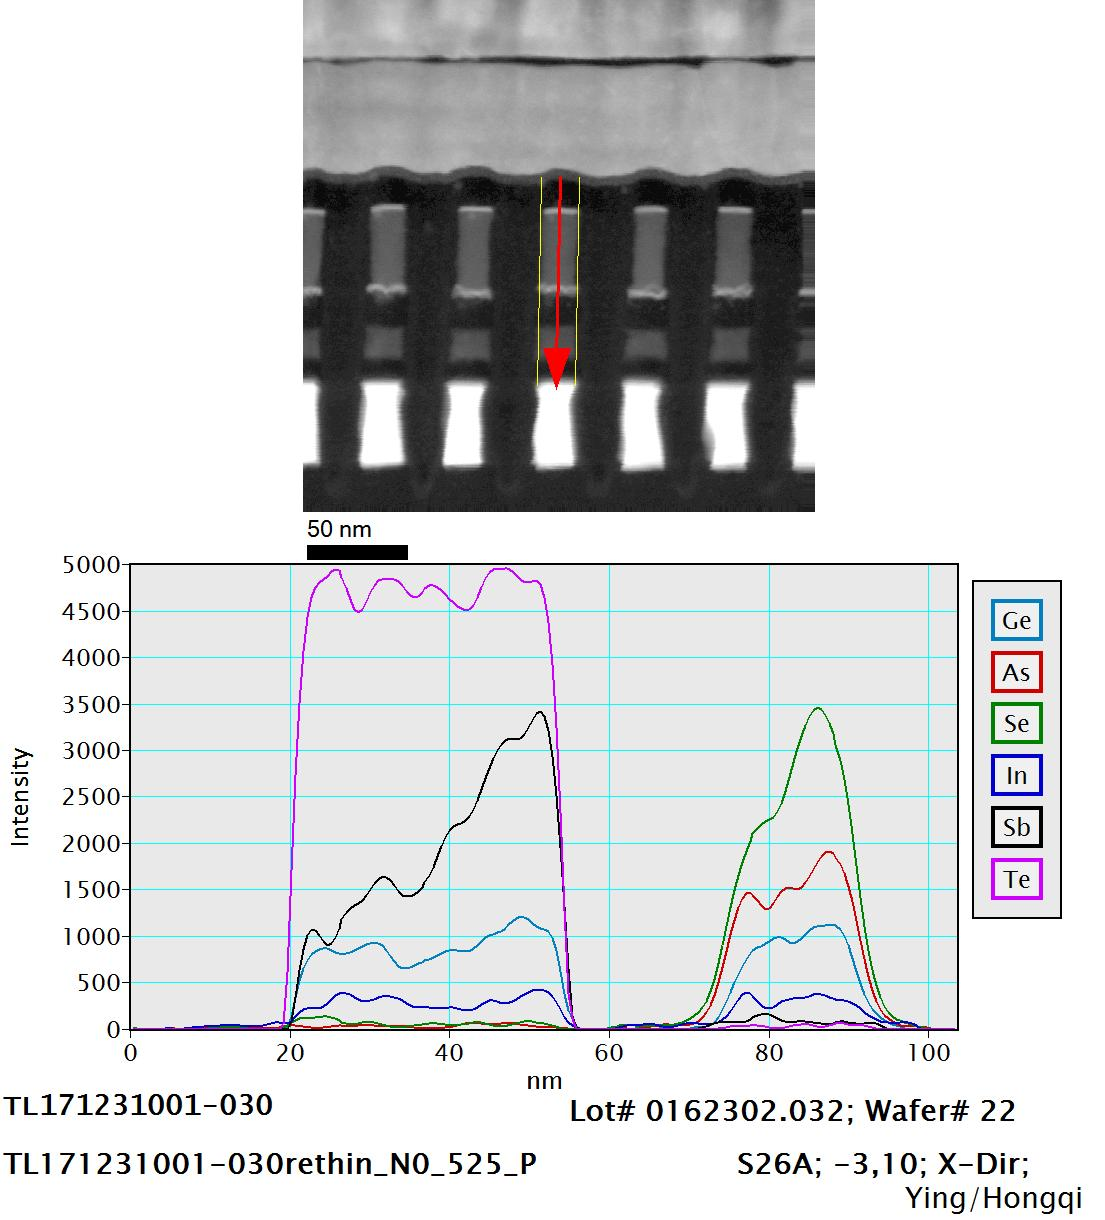 50 nm
5000
4500
4000
3500
3000
2500
2000
1500
1000
500
0
Intensity
0 20 40 60 80 100
nm
Ge
As
Se
In
Sb
Te
TL171231001-030
Lot# 0162302.032; Wafer# 22
TL171231001-030rethin_N0_525_P
S26A; -3,10; X-Dir;
Ying/Hongqi